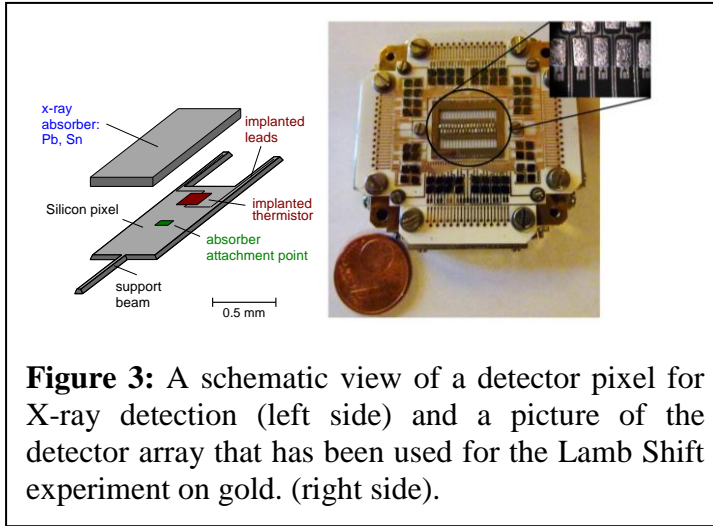 x-ray
absorber:
Pb, Sn
implanted
leads
Silicon pixel
implanted
thermistor
absorber
attachment point
support
beam
0.5 mm
Figure 3: A schematic view of a detector pixel for
X-ray detection (left side) and a picture of the
detector array that has been used for the Lamb Shift
experiment on gold. (right side).